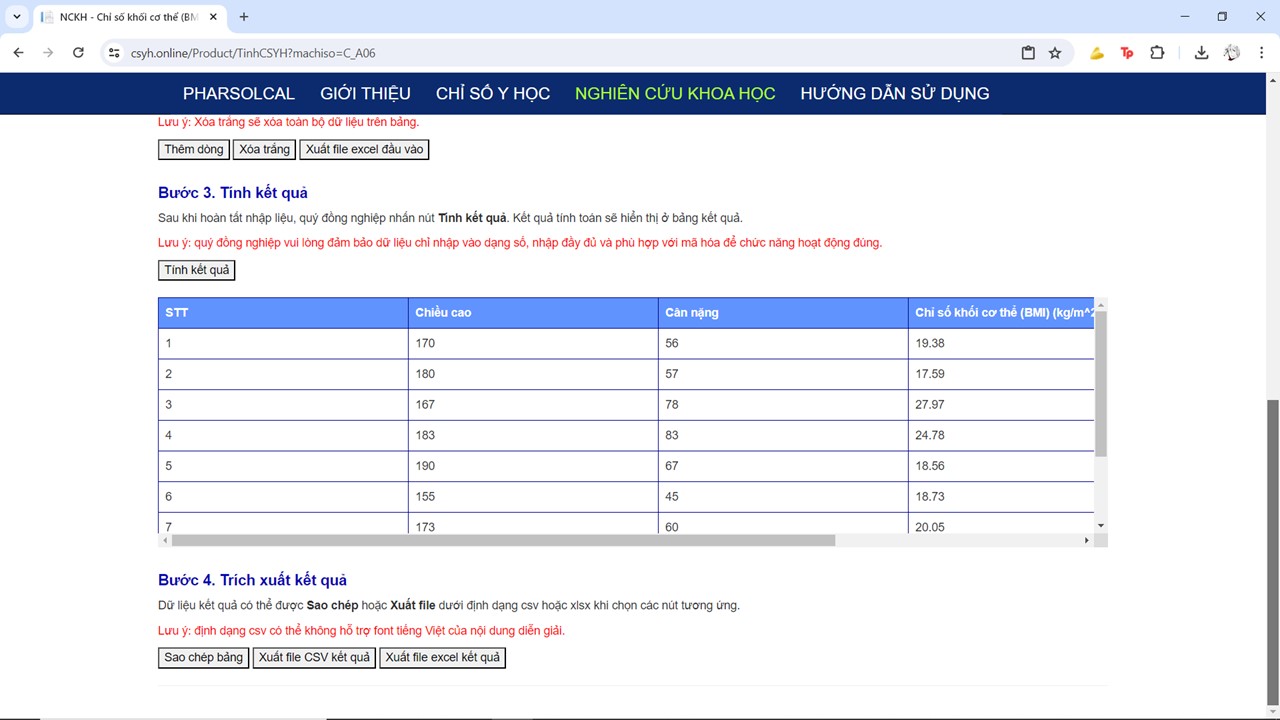 NCKH - Chỉ số khối cơ thể (BM
csyh.online/Product/TinhCSYH?machiso=C_A06
PHARSOLCAL GIỚI THIỆU CHỈ SỐ Y HỌC NGHIÊN CỨU KHOA HỌC HƯỚNG DẪN SỬ DỤNG
Lưu ý: Xóa trắng sẽ xóa toàn bộ dữ liệu trên bảng.
Thêm dòng Xóa trắng Xuất file excel đầu vào
Bước 3. Tính kết quả
Sau khi hoàn tất nhập liệu, quý đồng nghiệp nhấn nút Tính kết quả. Kết quả tính toán sẽ hiển thị ở bảng kết quả.
Lưu ý: quý đồng nghiệp vui lòng đảm bảo dữ liệu chỉ nhập vào dạng số, nhập đầy đủ và phù hợp với mã hóa để chức năng hoạt động đúng.
Tính kết quả
STT Chiều cao Cân nặng Chỉ số khối cơ thể (BMI) (kg/m^2
1 170 56 19.38
2 180 57 17.59
3 167 78 27.97
4 183 83 24.78
5 190 67 18.56
6 155 45 18.73
7 173 60 20.05
Bước 4. Trích xuất kết quả
Dữ liệu kết quả có thể được Sao chép hoặc Xuất file dưới định dạng csv hoặc xlsx khi chọn các nút tương ứng.
Lưu ý: định dạng csv có thể không hỗ trợ font tiếng Việt của nội dung diễn giải.
Sao chép bảng Xuất file CSV kết quả Xuất file excel kết quả